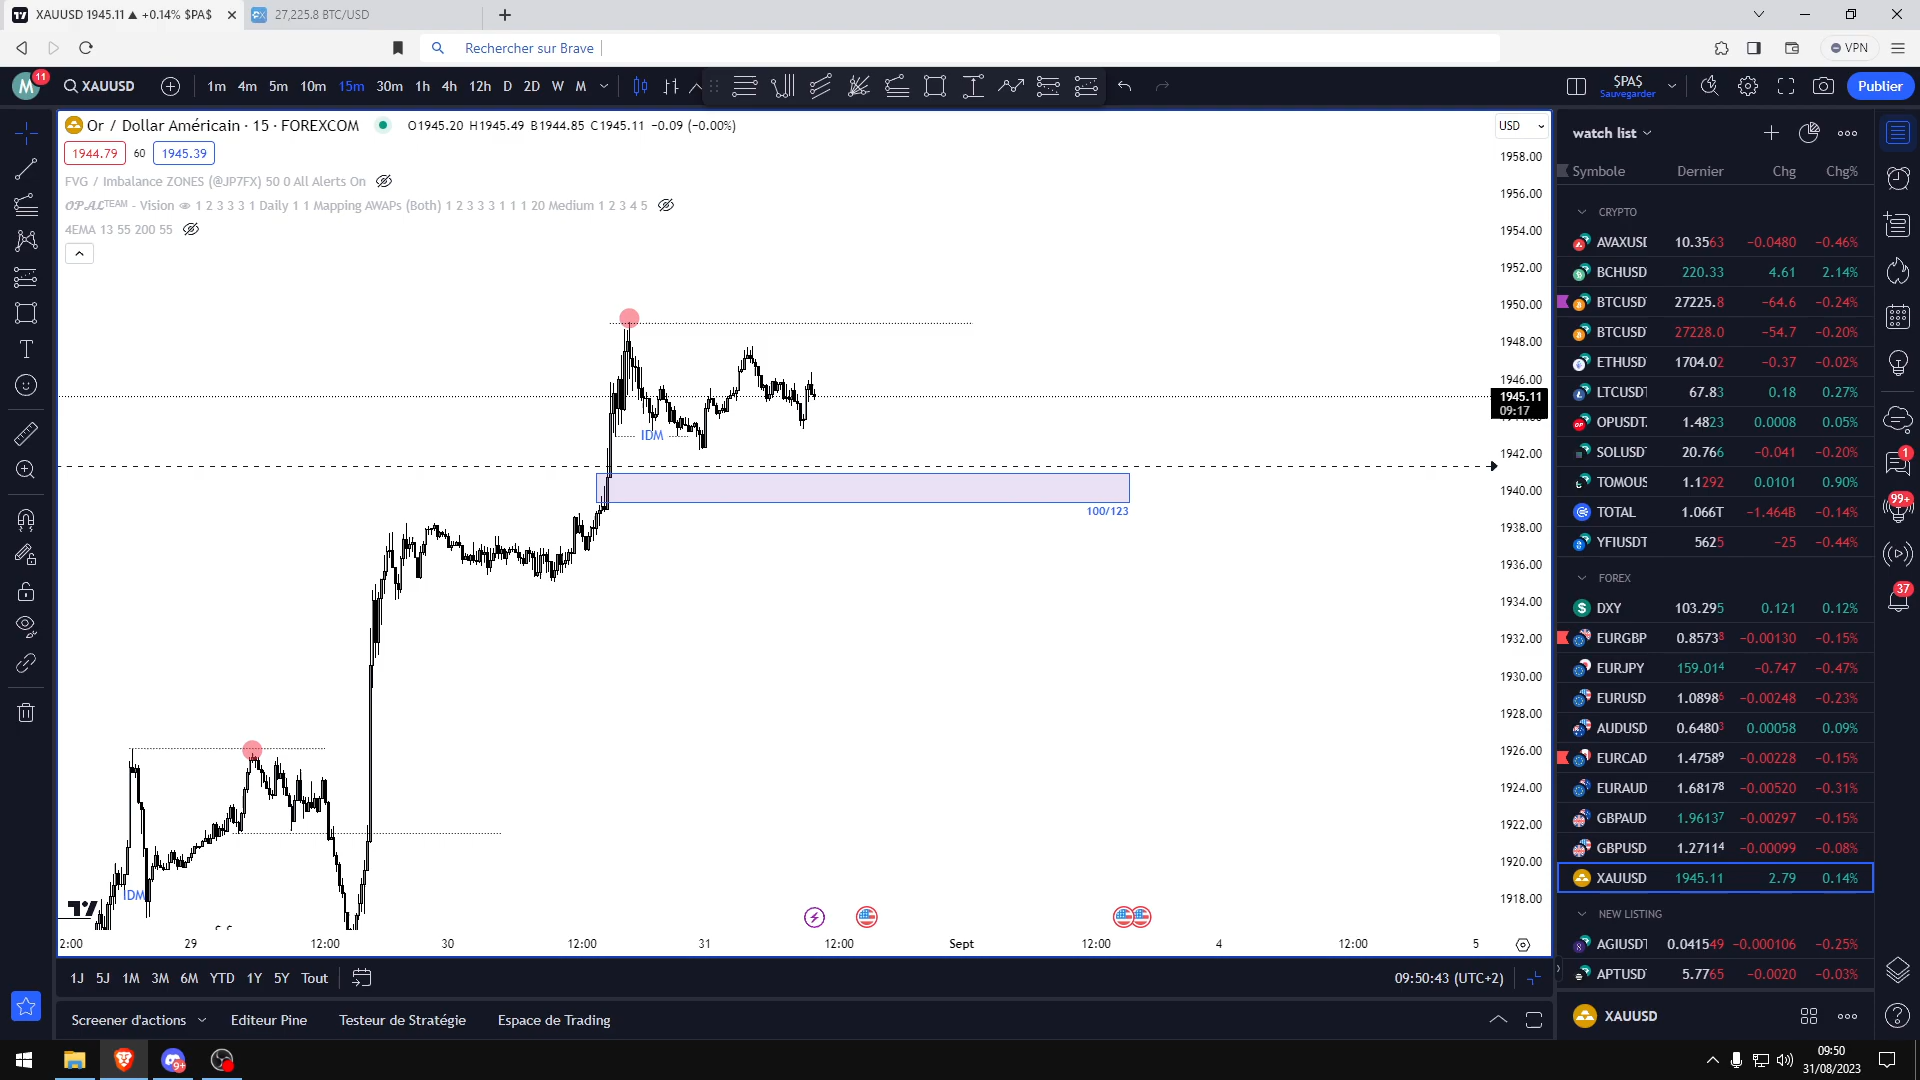 XAUUSD 1945.11 ▲ +0.14% $PA$
27,225.8 BTC/USD
Rechercher sur Brave
VPN
M
11
XAUUSD
1m 4m 5m 10m 15m 30m 1h 4h 12h D 2D W M
$PA$
Sauvegarder
Publier
Or / Dollar Américain · 15 · FOREXCOM
O1945.20 H1945.49 B1944.85 C1945.11 −0.09 (−0.00%)
1944.79 60 1945.39
FVG / Imbalance ZONES (@JP7FX) 50 0 All Alerts On
OPALTEAM - Vision 1 2 3 3 3 1 Daily 1 1 Mapping AWAPs (Both) 1 2 3 3 3 1 1 1 20 Medium 1 2 3 4 5
4EMA 13 55 200 55
USD
1958.00
1956.00
1954.00
1952.00
1950.00
1948.00
1946.00
1945.11
09:17
1942.00
1940.00
1938.00
1936.00
1934.00
1932.00
1930.00
1928.00
1926.00
1924.00
1922.00
1920.00
1918.00
IDM
100/123
IDM
2:00 29 12:00 30 12:00 31 12:00 Sept 12:00 4 12:00 5
1J 5J 1M 3M 6M YTD 1Y 5Y Tout
09:50:43 (UTC+2)
Screener d'actions Editeur Pine Testeur de Stratégie Espace de Trading
watch list
Symbole Dernier Chg Chg%
CRYPTO
AVAXUSD 10.3563 −0.0480 −0.46%
BCHUSD 220.33 4.61 2.14%
BTCUSD 27225.8 −64.6 −0.24%
BTCUSD 27228.0 −54.7 −0.20%
ETHUSD 1704.02 −0.37 −0.02%
LTCUSDT 67.83 0.18 0.27%
OPUSDT. 1.4823 0.0008 0.05%
SOLUSD 20.766 −0.041 −0.20%
TOMOUS 1.1292 0.0101 0.90%
TOTAL 1.066T −1.464B −0.14%
YFIUSDT 5625 −25 −0.44%
FOREX
DXY 103.295 0.121 0.12%
EURGBP 0.85738 −0.00130 −0.15%
EURJPY 159.014 −0.747 −0.47%
EURUSD 1.08986 −0.00248 −0.23%
AUDUSD 0.64803 0.00058 0.09%
EURCAD 1.47589 −0.00228 −0.15%
EURAUD 1.68178 −0.00520 −0.31%
GBPAUD 1.96137 −0.00297 −0.15%
GBPUSD 1.27114 −0.00099 −0.08%
XAUUSD 1945.11 2.79 0.14%
NEW LISTING
AGIUSDT 0.041549 −0.000106 −0.25%
APTUSD 5.7765 −0.0020 −0.03%
XAUUSD
1
99+
37
9+
09:50
31/08/2023